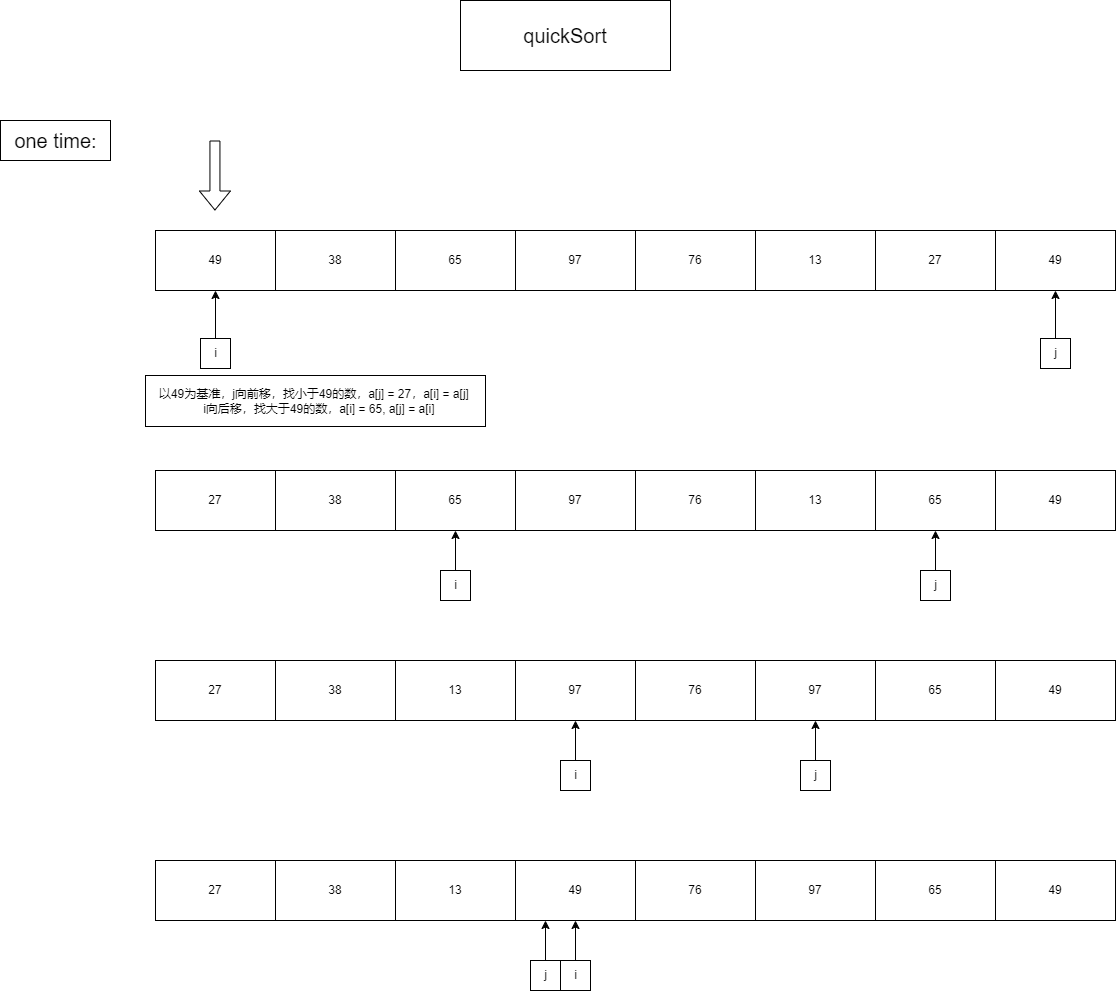 quickSort
one time:
49 38 65 97 76 13 27 49
i j
以49为基准，j向前移，找小于49的数，a[j] = 27，a[i] = a[j]
i向后移，找大于49的数，a[i] = 65, a[j] = a[i]
27 38 65 97 76 13 65 49
i j
27 38 13 97 76 97 65 49
i j
27 38 13 49 76 97 65 49
j i